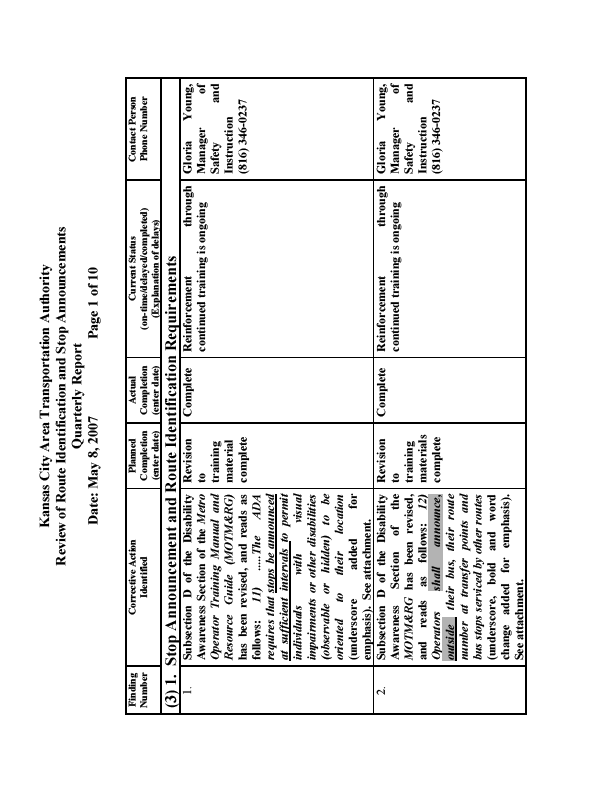 Kansas City Area Transportation Authority
Review of Route Identification and Stop Announcements
Quarterly Report
Date: May 8, 2007 Page 1 of 10
Finding
Number
Corrective Action
Identified
Planned
Completion
(enter date)
Actual
Completion
(enter date)
Current Status
(on-time/delayed/completed)
(Explanation of delays)
Contact Person
Phone Number
(3) 1. Stop Announcement and Route Identification Requirements
1.
Subsection D of the Disability
Awareness Section of the Metro
Operator Training Manual and
Resource Guide (MOTM&RG)
has been revised, and reads as
follows: 11) .....The ADA
requires that stops be announced
at sufficient intervals to permit
individuals with visual
impairments or other disabilities
(observable or hidden) to be
oriented to their location
(underscore added for
emphasis). See attachment.
Revision
to
training
material
complete
Complete
Reinforcement through
continued training is ongoing
Gloria Young,
Manager of
Safety and
Instruction
(816) 346-0237
2.
Subsection D of the Disability
Awareness Section of the
MOTM&RG has been revised,
and reads as follows: 12)
Operators shall announce,
outside their bus, their route
number at transfer points and
bus stops serviced by other routes
(underscore, bold and word
change added for emphasis).
See attachment.
Revision
to
training
materials
complete
Complete
Reinforcement through
continued training is ongoing
Gloria Young,
Manager of
Safety and
Instruction
(816) 346-0237